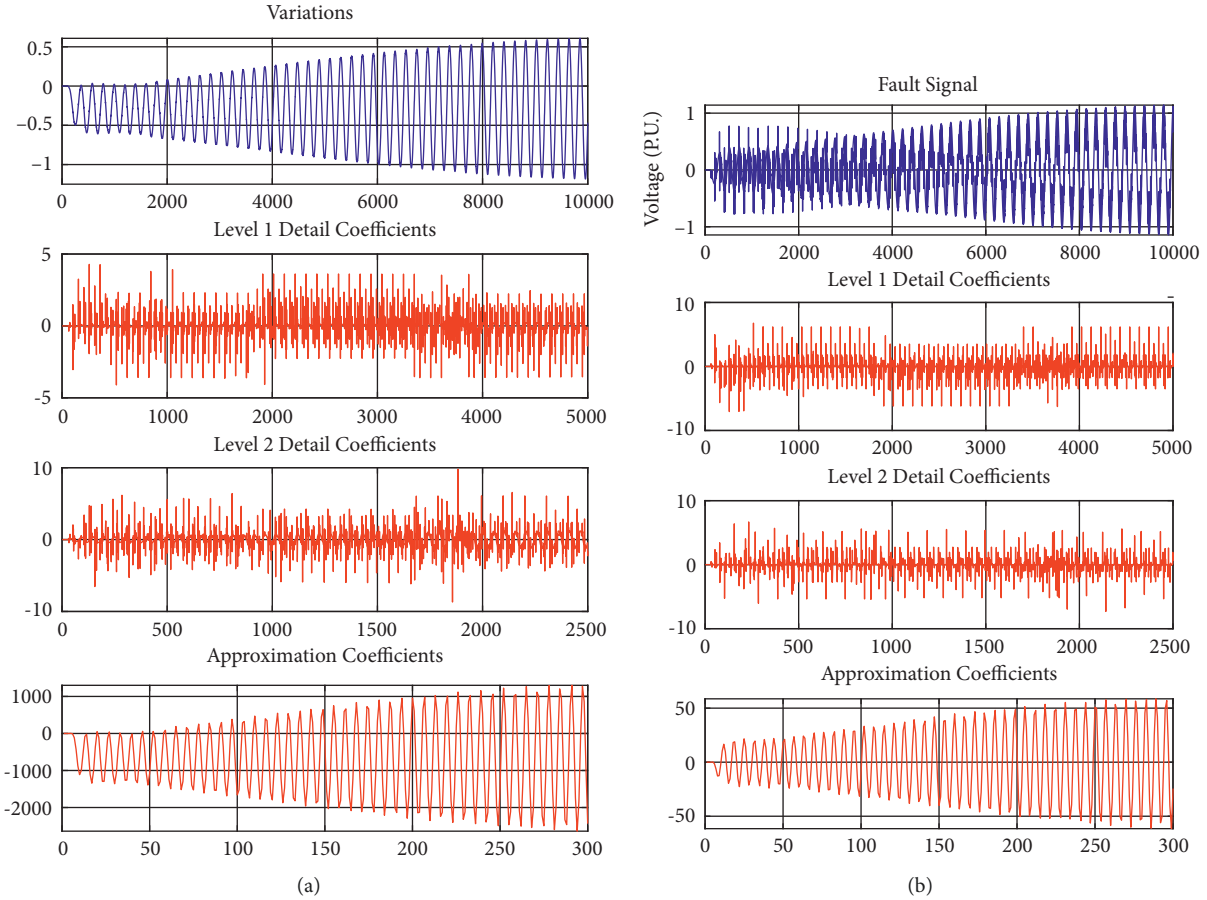 Variations
0.5
0
−0.5
−1
0 2000 4000 6000 8000 10000
Level 1 Detail Coefficients
5
0
-5
0 1000 2000 3000 4000 5000
Level 2 Detail Coefficients
10
0
-10
0 500 1000 1500 2000 2500
Approximation Coefficients
1000
0
-1000
-2000
0 50 100 150 200 250 300
(a)
Fault Signal
Voltage (P.U.)
1
0
−1
0 2000 4000 6000 8000 10000
Level 1 Detail Coefficients
10
0
-10
0 1000 2000 3000 4000 5000
Level 2 Detail Coefficients
10
0
-10
0 500 1000 1500 2000 2500
Approximation Coefficients
50
0
-50
0 50 100 150 200 250 300
(b)